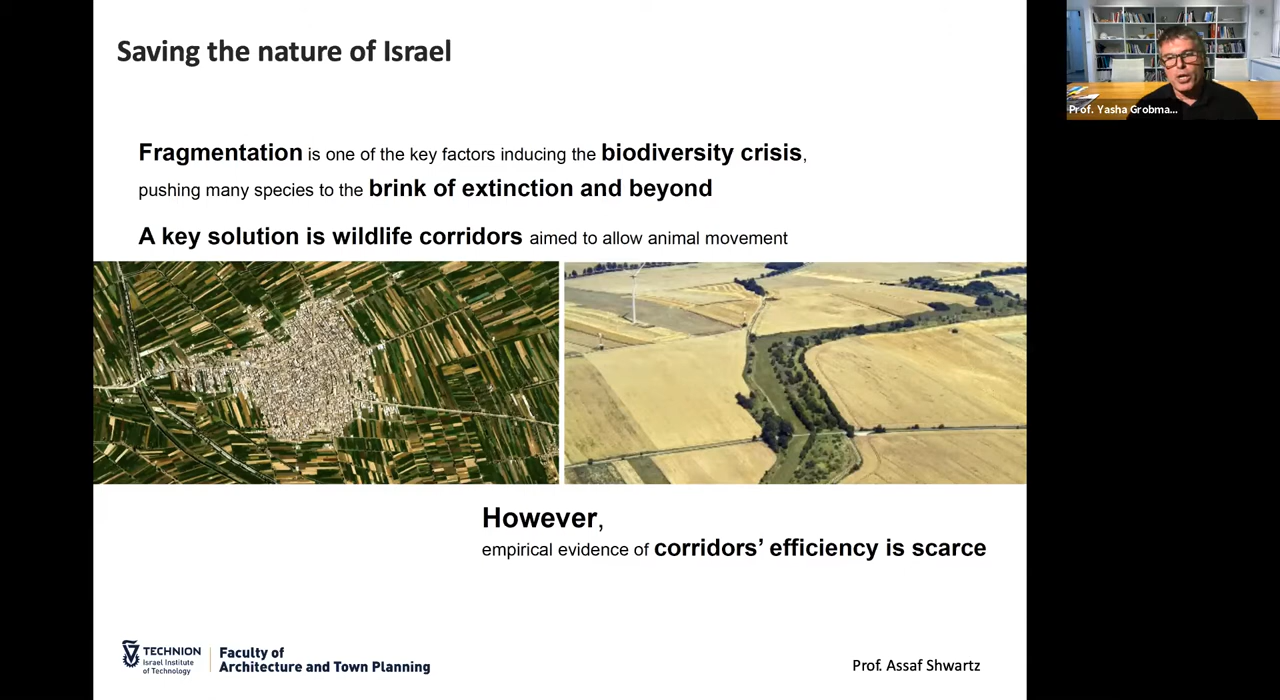 Saving the nature of Israel
Prof. Yasha Grobma...
Fragmentation is one of the key factors inducing the biodiversity crisis,
pushing many species to the brink of extinction and beyond
A key solution is wildlife corridors aimed to allow animal movement
However,
empirical evidence of corridors’ efficiency is scarce
TECHNION
Israel Institute
of Technology
Faculty of
Architecture and Town Planning
Prof. Assaf Shwartz